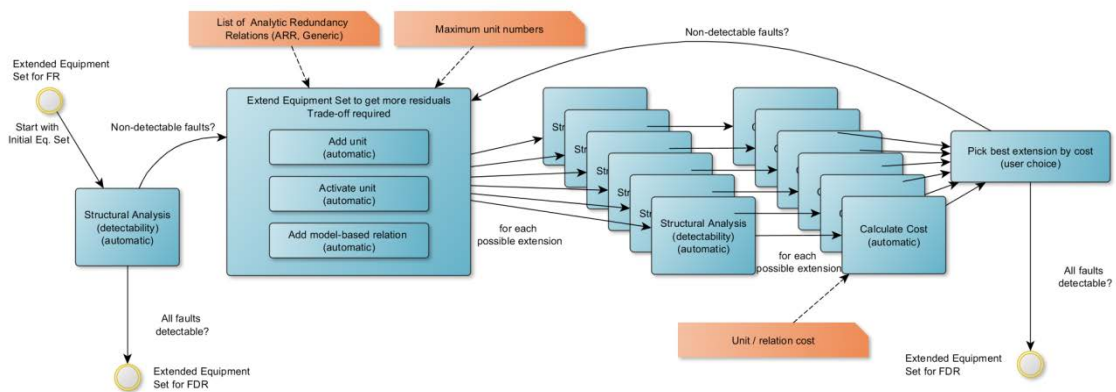 List of Analytic Redundancy
Relations (ARR, Generic)
Maximum unit numbers
Non-detectable faults?
Extended Equipment
Set for FR
Start with
Initial Eq. Set
Non-detectable faults?
Extend Equipment Set to get more residuals
Trade-off required
Add unit
(automatic)
Activate unit
(automatic)
Add model-based relation
(automatic)
Structural Analysis
(detectability)
(automatic)
for each
possible extension
Str
Str
Str
Str
Structural Analysis
(detectability)
(automatic)
for each
possible extension
C
C
C
C
Calculate Cost
(automatic)
Pick best extension by cost
(user choice)
All faults
detectable?
All faults
detectable?
Unit / relation cost
Extended Equipment
Set for FDR
Extended Equipment
Set for FDR